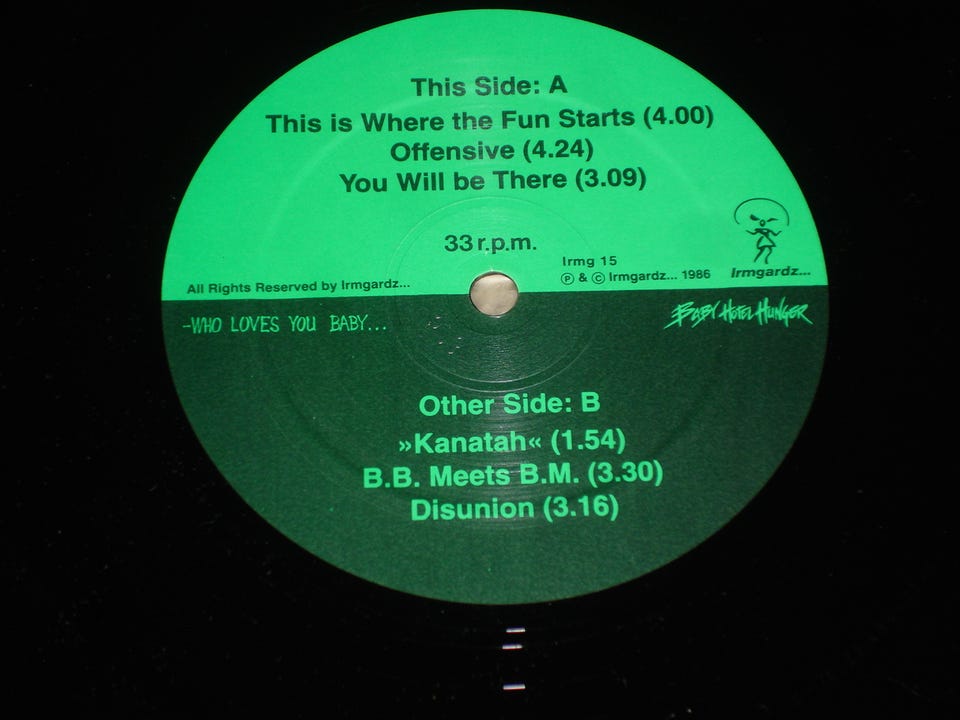 This Side: A
This is Where the Fun Starts (4.00)
Offensive (4.24)
You Will be There (3.09)
33 r.p.m.
Irmg 15
℗ & © Irmgardz... 1986
Irmgardz...
All Rights Reserved by Irmgardz...
-WHO LOVES YOU BABY...
BABY HOTEL HUNGER
Other Side: B
»Kanatah« (1.54)
B.B. Meets B.M. (3.30)
Disunion (3.16)